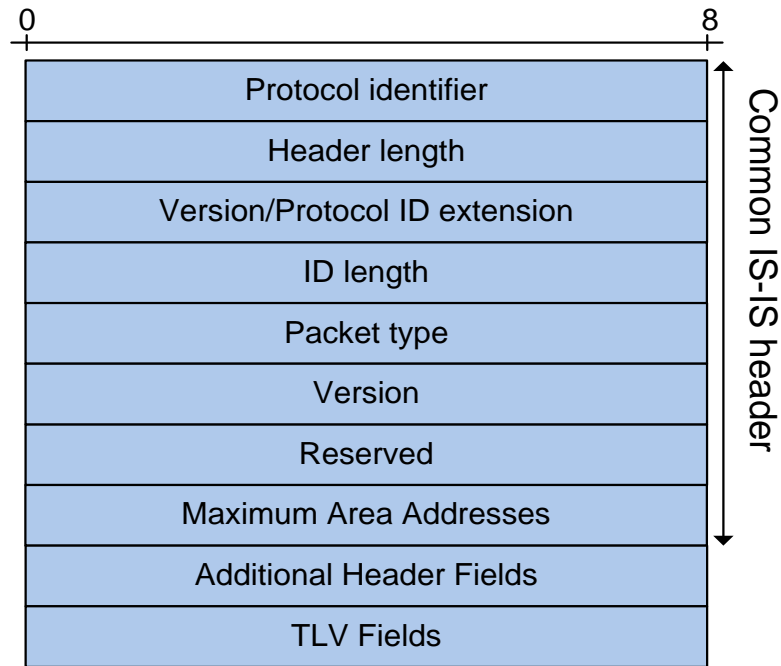 0 8
Protocol identifier
Header length
Version/Protocol ID extension
ID length
Packet type
Version
Reserved
Maximum Area Addresses
Additional Header Fields
TLV Fields
Common IS-IS header